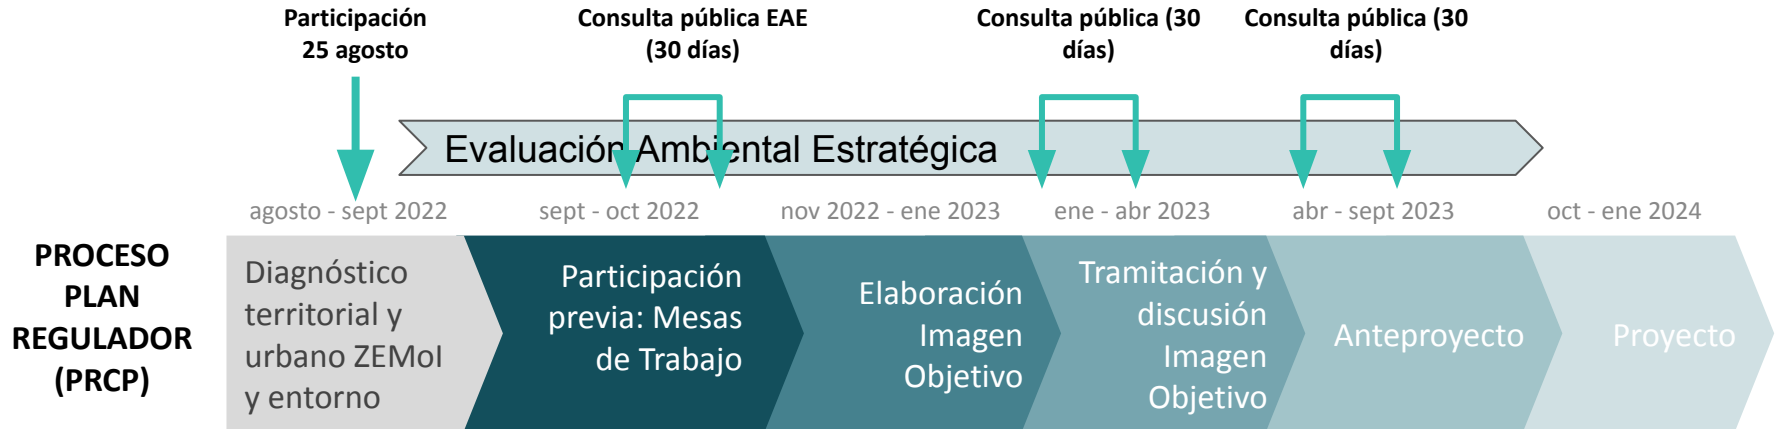 Participación
25 agosto
Consulta pública EAE
(30 días)
Consulta pública (30
días)
Consulta pública (30
días)
Evaluación Ambiental Estratégica
agosto - sept 2022
sept - oct 2022
nov 2022 - ene 2023
ene - abr 2023
abr - sept 2023
oct - ene 2024
PROCESO
PLAN
REGULADOR
(PRCP)
Diagnóstico
territorial y
urbano ZEMoI
y entorno
Participación
previa: Mesas
de Trabajo
Elaboración
Imagen
Objetivo
Tramitación y
discusión
Imagen
Objetivo
Anteproyecto
Proyecto